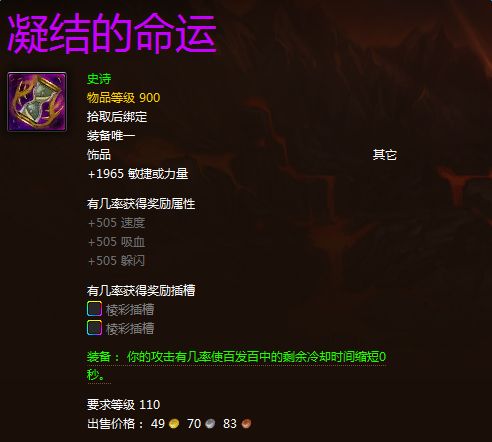 凝结的命运
史诗
物品等级 900
拾取后绑定
装备唯一
饰品 其它
+1965 敏捷或力量
有几率获得奖励属性
+505 速度
+505 吸血
+505 躲闪
有几率获得奖励插槽
棱彩插槽
棱彩插槽
装备： 你的攻击有几率使百发百中的剩余冷却时间缩短0
秒。
要求等级 110
出售价格： 49 70 83